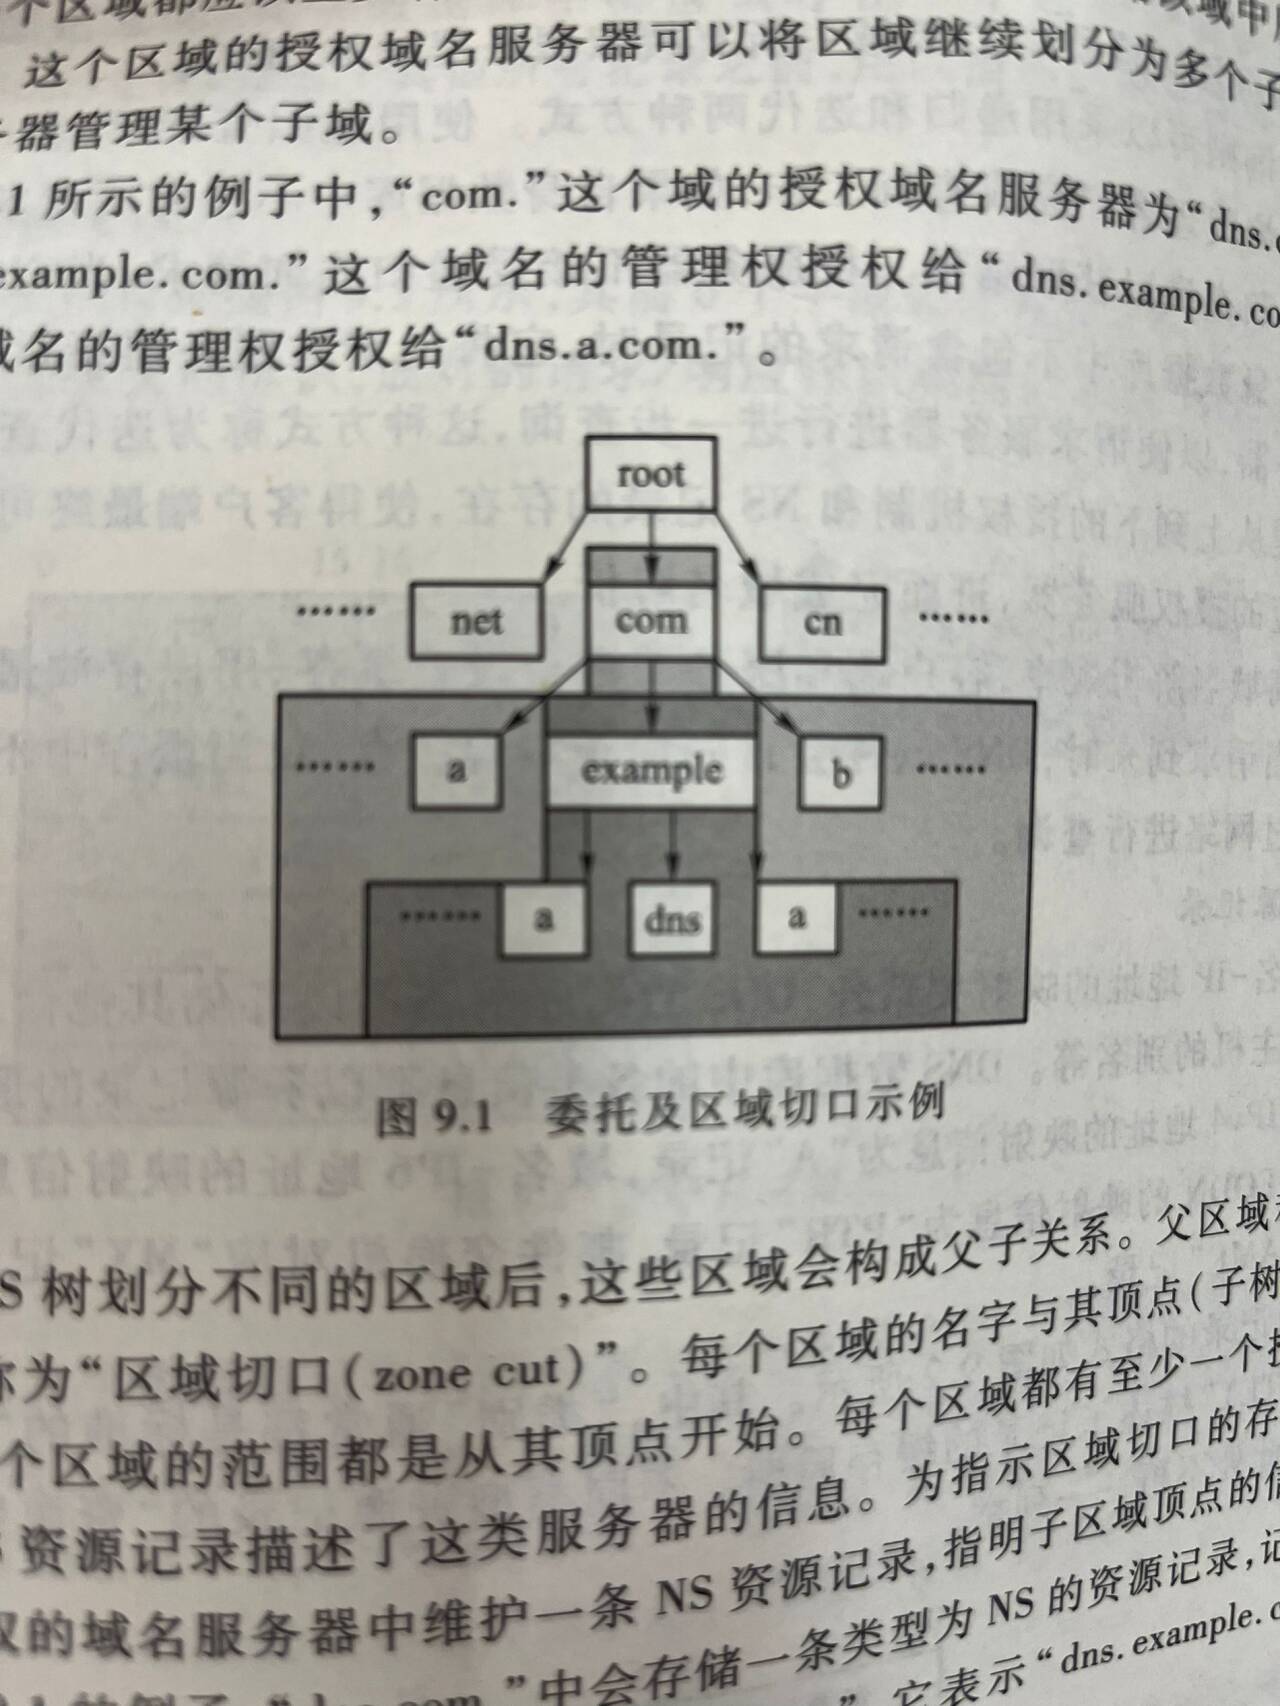 这个区域的授权域名服务器可以将区域继续划分为多个子
器管理某个子域。
.1 所示的例子中,“com.”这个域的授权域名服务器为“dns.c
example. com.”这个域名的管理权授权给“dns. example. co
域名的管理权授权给“dns.a.com.”。
root
…… net com cn ……
…… a example b ……
…… a dns a ……
图 9.1 委托及区域切口示例
S 树划分不同的区域后,这些区域会构成父子关系。父区域
称为“区域切口(zone cut)”。每个区域的名字与其顶点(子树
个区域的范围都是从其顶点开始。每个区域都有至少一个授
资源记录描述了这类服务器的信息。为指示区域切口的存
权的域名服务器中维护一条 NS 资源记录,指明子区域顶点的信
”中会存储一条类型为 NS 的资源记录,记
”,它表示“dns. example. c